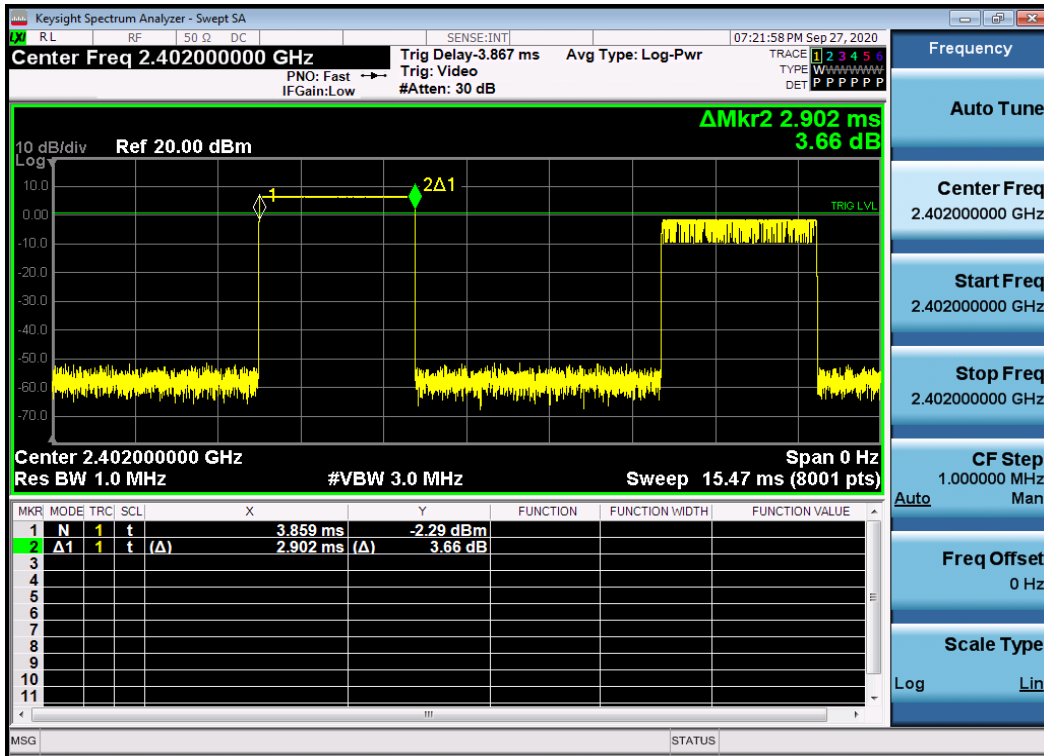 Keysight Spectrum Analyzer - Swept SA
LXI RL RF 50 Ω DC SENSE:INT 07:21:58 PM Sep 27, 2020
Center Freq 2.402000000 GHz
PNO: Fast
IFGain:Low
Trig Delay-3.867 ms
Trig: Video
#Atten: 30 dB
Avg Type: Log-Pwr
TRACE 1 2 3 4 5 6
TYPE W W W W W W
DET P P P P P P
ΔMkr2 2.902 ms
3.66 dB
10 dB/div Ref 20.00 dBm
Log
10.0
0.00
-10.0
-20.0
-30.0
-40.0
-50.0
-60.0
-70.0
1
2Δ1
TRIG LVL
Center 2.402000000 GHz Span 0 Hz
Res BW 1.0 MHz #VBW 3.0 MHz Sweep 15.47 ms (8001 pts)
MKR MODE TRC SCL X Y FUNCTION FUNCTION WIDTH FUNCTION VALUE
1 N 1 t 3.859 ms -2.29 dBm
2 Δ1 1 t (Δ) 2.902 ms (Δ) 3.66 dB
3
4
5
6
7
8
9
10
11
MSG STATUS
Frequency
Auto Tune
Center Freq
2.402000000 GHz
Start Freq
2.402000000 GHz
Stop Freq
2.402000000 GHz
CF Step
1.000000 MHz
Auto Man
Freq Offset
0 Hz
Scale Type
Log Lin